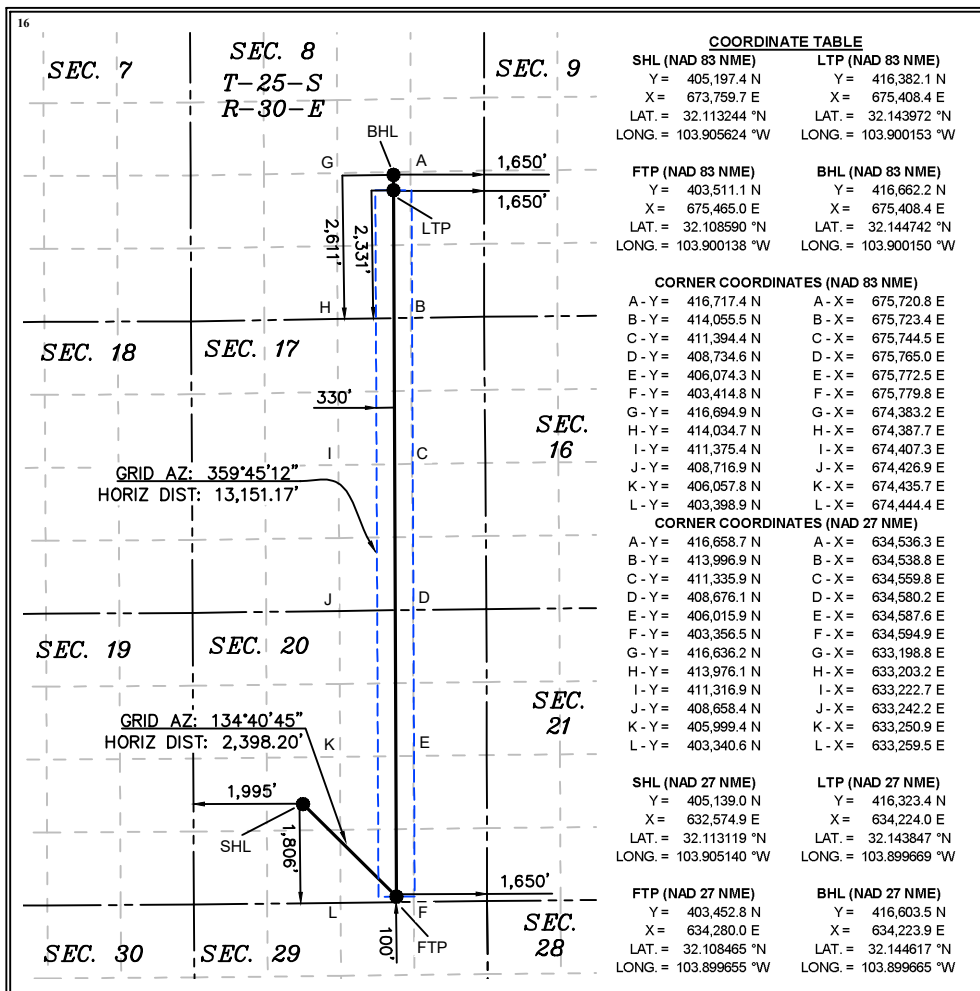 16
SEC. 7
SEC. 8
T-25-S
R-30-E
SEC. 9
BHL
G
A
1,650'
1,650'
LTP
2,611'
2,331'
H
B
SEC. 18
SEC. 17
330'
SEC.
16
I
C
GRID AZ: 359°45'12"
HORIZ DIST: 13,151.17'
J
D
SEC. 19
SEC. 20
SEC.
21
GRID AZ: 134°40'45"
HORIZ DIST: 2,398.20'
K
E
1,995'
SHL
1,806'
1,650'
L
F
FTP
100'
SEC. 30
SEC. 29
SEC.
28
COORDINATE TABLE
SHL (NAD 83 NME)
Y = 405,197.4 N
X = 673,759.7 E
LAT. = 32.113244 °N
LONG. = 103.905624 °W
LTP (NAD 83 NME)
Y = 416,382.1 N
X = 675,408.4 E
LAT. = 32.143972 °N
LONG. = 103.900153 °W
FTP (NAD 83 NME)
Y = 403,511.1 N
X = 675,465.0 E
LAT. = 32.108590 °N
LONG. = 103.900138 °W
BHL (NAD 83 NME)
Y = 416,662.2 N
X = 675,408.4 E
LAT. = 32.144742 °N
LONG. = 103.900150 °W
CORNER COORDINATES (NAD 83 NME)
A - Y = 416,717.4 N A - X = 675,720.8 E
B - Y = 414,055.5 N B - X = 675,723.4 E
C - Y = 411,394.4 N C - X = 675,744.5 E
D - Y = 408,734.6 N D - X = 675,765.0 E
E - Y = 406,074.3 N E - X = 675,772.5 E
F - Y = 403,414.8 N F - X = 675,779.8 E
G - Y = 416,694.9 N G - X = 674,383.2 E
H - Y = 414,034.7 N H - X = 674,387.7 E
I - Y = 411,375.4 N I - X = 674,407.3 E
J - Y = 408,716.9 N J - X = 674,426.9 E
K - Y = 406,057.8 N K - X = 674,435.7 E
L - Y = 403,398.9 N L - X = 674,444.4 E
CORNER COORDINATES (NAD 27 NME)
A - Y = 416,658.7 N A - X = 634,536.3 E
B - Y = 413,996.9 N B - X = 634,538.8 E
C - Y = 411,335.9 N C - X = 634,559.8 E
D - Y = 408,676.1 N D - X = 634,580.2 E
E - Y = 406,015.9 N E - X = 634,587.6 E
F - Y = 403,356.5 N F - X = 634,594.9 E
G - Y = 416,636.2 N G - X = 633,198.8 E
H - Y = 413,976.1 N H - X = 633,203.2 E
I - Y = 411,316.9 N I - X = 633,222.7 E
J - Y = 408,658.4 N J - X = 633,242.2 E
K - Y = 405,999.4 N K - X = 633,250.9 E
L - Y = 403,340.6 N L - X = 633,259.5 E
SHL (NAD 27 NME)
Y = 405,139.0 N
X = 632,574.9 E
LAT. = 32.113119 °N
LONG. = 103.905140 °W
LTP (NAD 27 NME)
Y = 416,323.4 N
X = 634,224.0 E
LAT. = 32.143847 °N
LONG. = 103.899669 °W
FTP (NAD 27 NME)
Y = 403,452.8 N
X = 634,280.0 E
LAT. = 32.108465 °N
LONG. = 103.899655 °W
BHL (NAD 27 NME)
Y = 416,603.5 N
X = 634,223.9 E
LAT. = 32.144617 °N
LONG. = 103.899665 °W